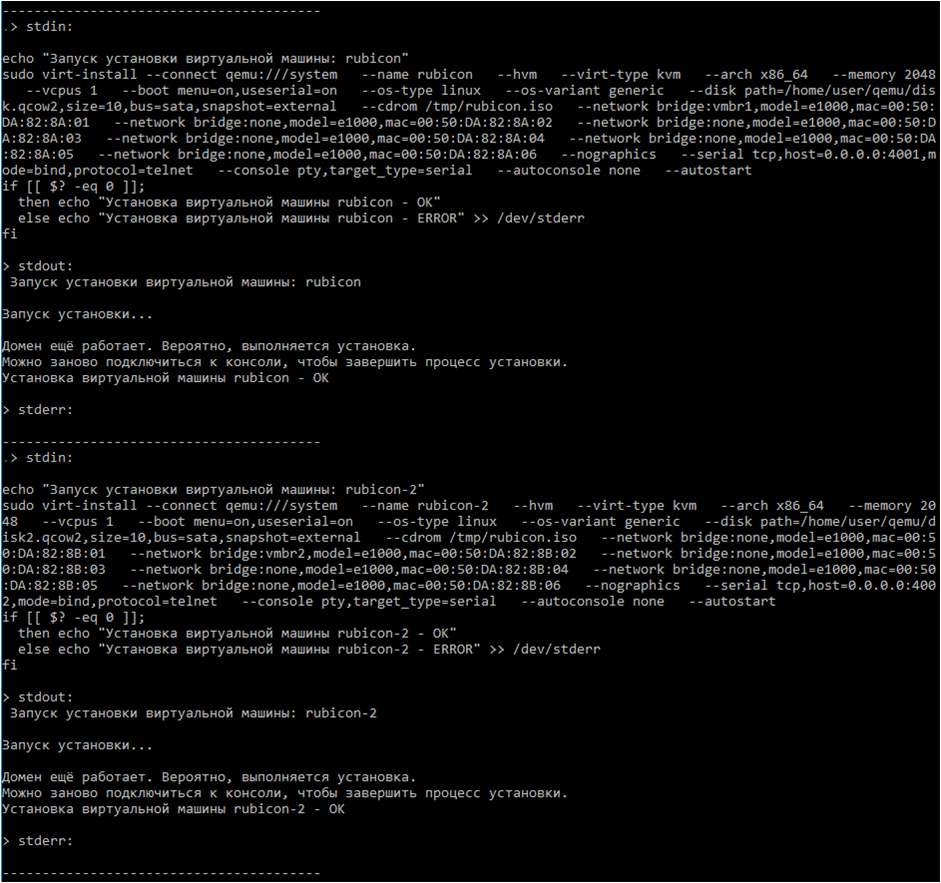 ----------------------------------------
.> stdin:
echo "Запуск установки виртуальной машины: rubicon"
sudo virt-install --connect qemu:///system   --name rubicon   --hvm   --virt-type kvm   --arch x86_64   --memory 2048
   --vcpus 1   --boot menu=on,useserial=on   --os-type linux   --os-variant generic   --disk path=/home/user/qemu/dis
k.qcow2,size=10,bus=sata,snapshot=external   --cdrom /tmp/rubicon.iso   --network bridge:vmbr1,model=e1000,mac=00:50:
DA:82:8A:01   --network bridge:none,model=e1000,mac=00:50:DA:82:8A:02   --network bridge:none,model=e1000,mac=00:50:D
A:82:8A:03   --network bridge:none,model=e1000,mac=00:50:DA:82:8A:04   --network bridge:none,model=e1000,mac=00:50:DA
:82:8A:05   --network bridge:none,model=e1000,mac=00:50:DA:82:8A:06   --nographics   --serial tcp,host=0.0.0.0:4001,m
ode=bind,protocol=telnet   --console pty,target_type=serial   --autoconsole none   --autostart
if [[ $? -eq 0 ]];
  then echo "Установка виртуальной машины rubicon - OK"
  else echo "Установка виртуальной машины rubicon - ERROR" >> /dev/stderr
fi
> stdout:
 Запуск установки виртуальной машины: rubicon
Запуск установки...
Домен ещё работает. Вероятно, выполняется установка.
Можно заново подключиться к консоли, чтобы завершить процесс установки.
Установка виртуальной машины rubicon - OK
> stderr:
----------------------------------------
.> stdin:
echo "Запуск установки виртуальной машины: rubicon-2"
sudo virt-install --connect qemu:///system   --name rubicon-2   --hvm   --virt-type kvm   --arch x86_64   --memory 20
48   --vcpus 1   --boot menu=on,useserial=on   --os-type linux   --os-variant generic   --disk path=/home/user/qemu/d
isk2.qcow2,size=10,bus=sata,snapshot=external   --cdrom /tmp/rubicon.iso   --network bridge:none,model=e1000,mac=00:5
0:DA:82:8B:01   --network bridge:vmbr2,model=e1000,mac=00:50:DA:82:8B:02   --network bridge:none,model=e1000,mac=00:5
0:DA:82:8B:03   --network bridge:none,model=e1000,mac=00:50:DA:82:8B:04   --network bridge:none,model=e1000,mac=00:50
:DA:82:8B:05   --network bridge:none,model=e1000,mac=00:50:DA:82:8B:06   --nographics   --serial tcp,host=0.0.0.0:400
2,mode=bind,protocol=telnet   --console pty,target_type=serial   --autoconsole none   --autostart
if [[ $? -eq 0 ]];
  then echo "Установка виртуальной машины rubicon-2 - OK"
  else echo "Установка виртуальной машины rubicon-2 - ERROR" >> /dev/stderr
fi
> stdout:
 Запуск установки виртуальной машины: rubicon-2
Запуск установки...
Домен ещё работает. Вероятно, выполняется установка.
Можно заново подключиться к консоли, чтобы завершить процесс установки.
Установка виртуальной машины rubicon-2 - OK
> stderr:
----------------------------------------